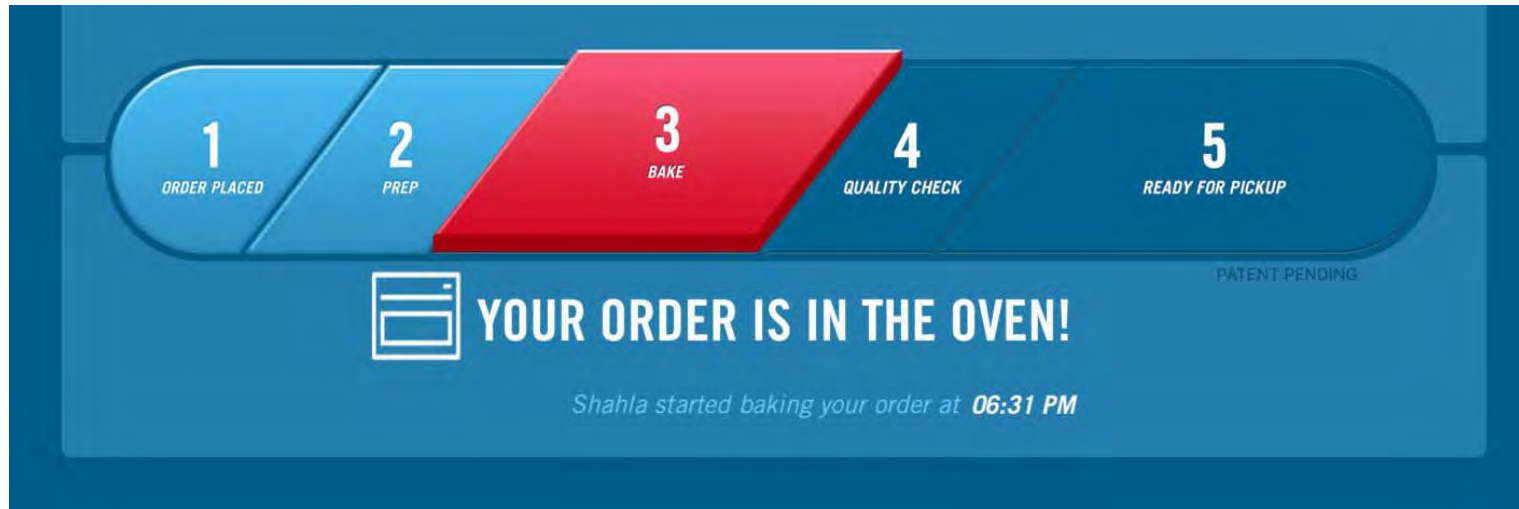 1
ORDER PLACED
2
PREP
3
BAKE
4
QUALITY CHECK
5
READY FOR PICKUP
PATENT PENDING
YOUR ORDER IS IN THE OVEN!
Shahla started baking your order at 06:31 PM